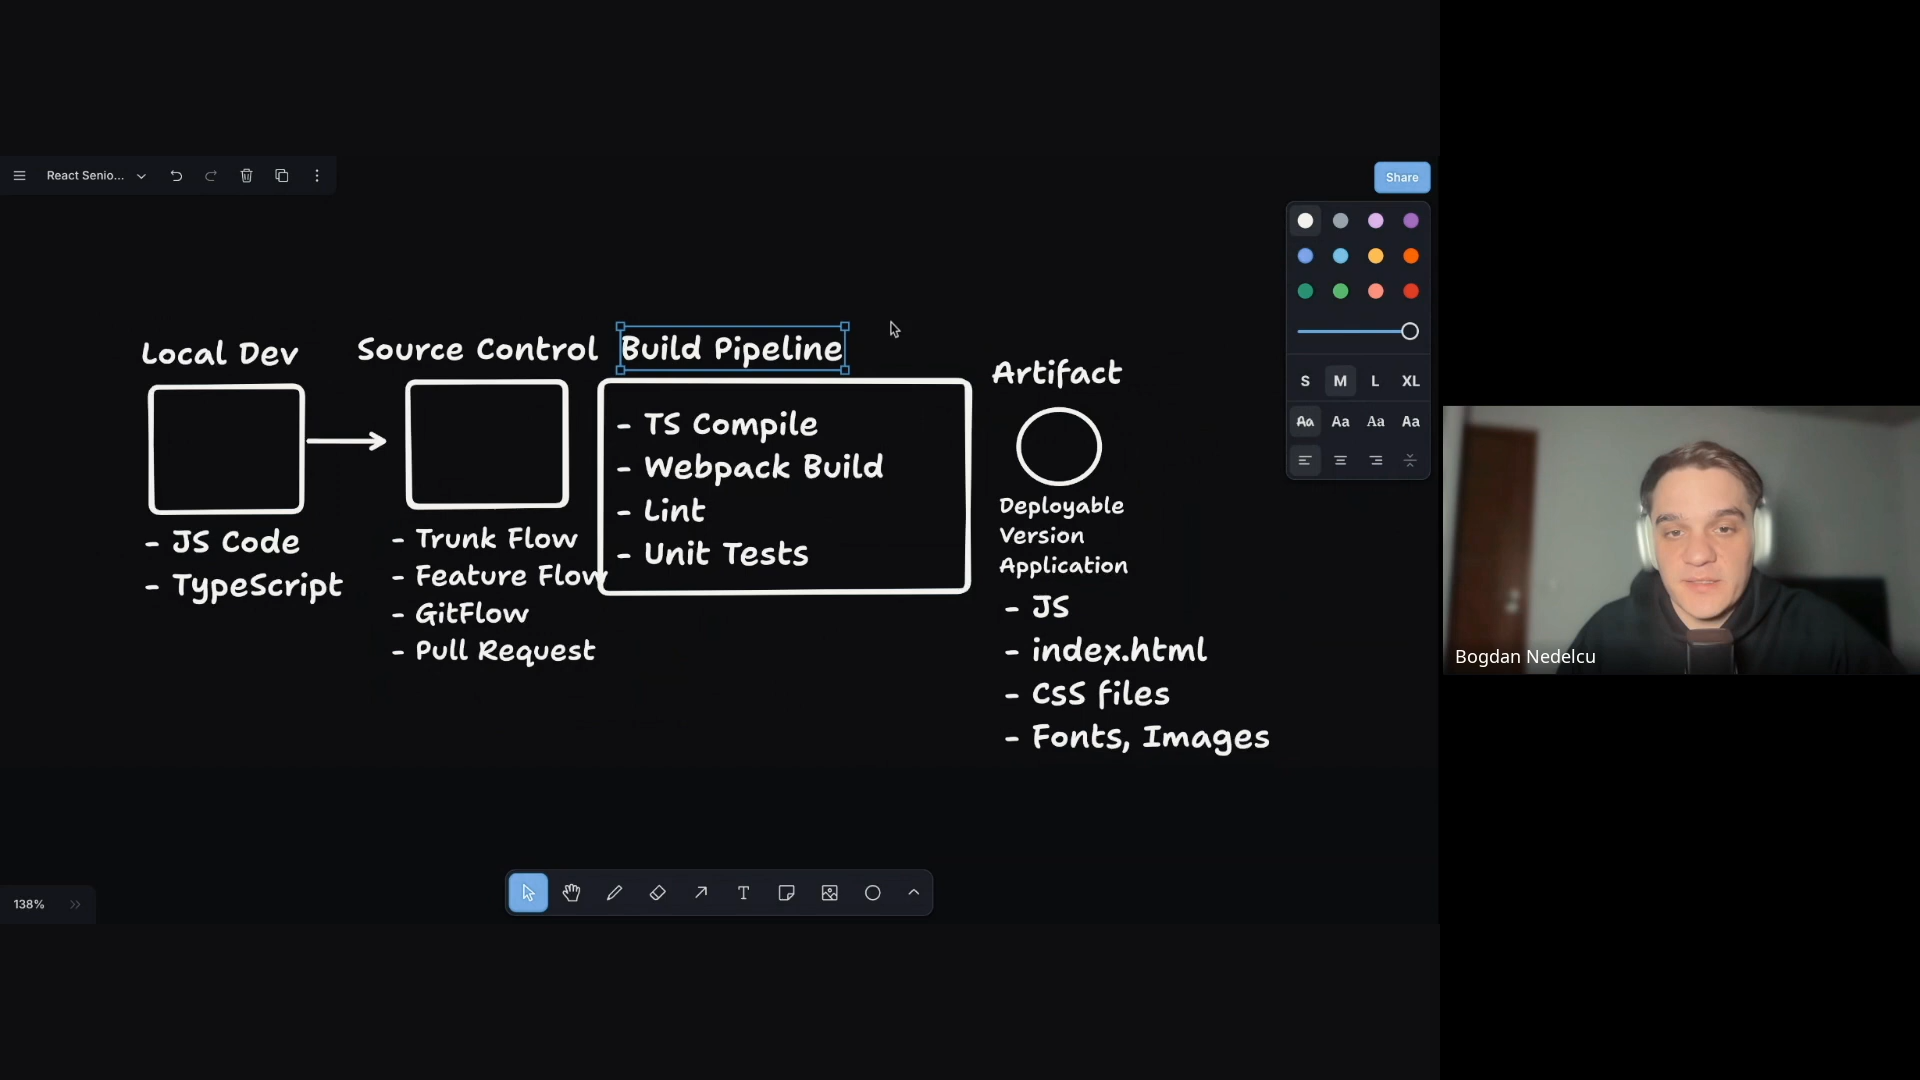 React Senio...
Share
S M L XL
Aa Aa Aa Aa
Local Dev
- JS Code
- TypeScript
Source Control
- Trunk Flow
- Feature Flow
- GitFlow
- Pull Request
Build Pipeline
- TS Compile
- Webpack Build
- Lint
- Unit Tests
Artifact
Deployable
Version
Application
- JS
- index.html
- CSS files
- Fonts, Images
138%
T
Bogdan Nedelcu